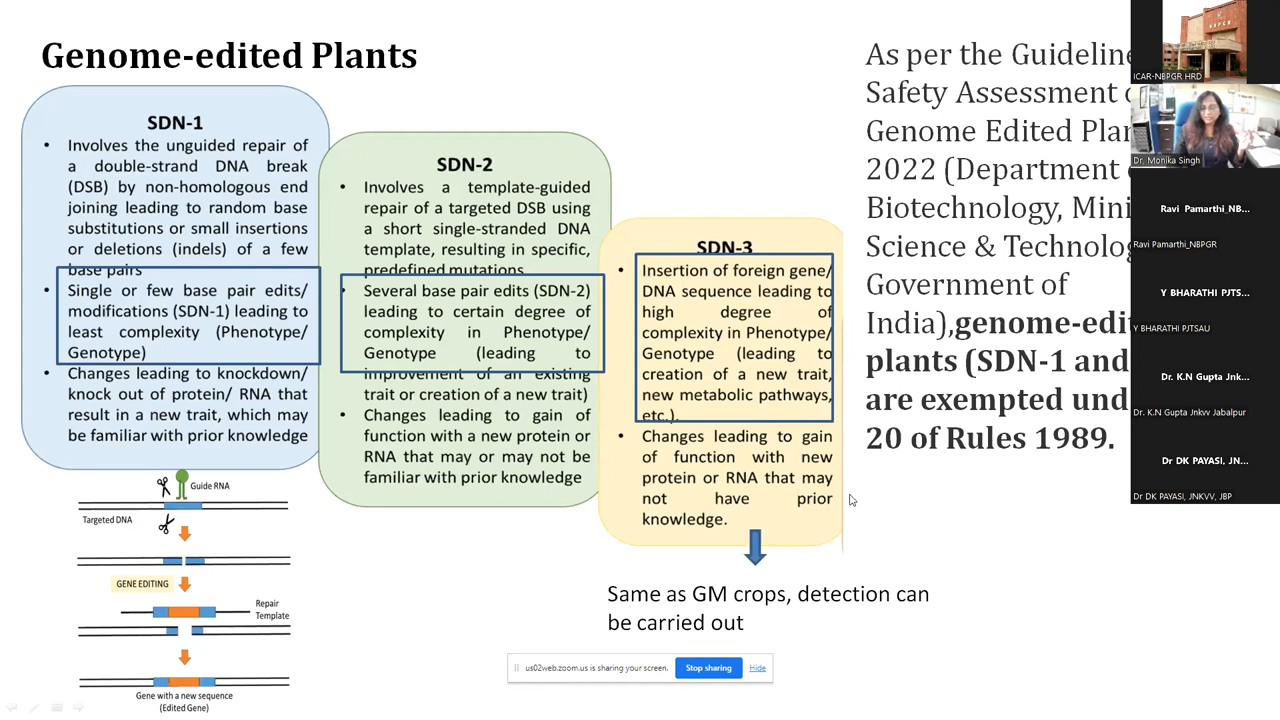 Genome-edited Plants
SDN-1
• Involves the unguided repair of
a double-strand DNA break
(DSB) by non-homologous end
joining leading to random base
substitutions or small insertions
or deletions (indels) of a few
base pairs
• Single or few base pair edits/
modifications (SDN-1) leading to
least complexity (Phenotype/
Genotype)
• Changes leading to knockdown/
knock out of protein/ RNA that
result in a new trait, which may
be familiar with prior knowledge
SDN-2
• Involves a template-guided
repair of a targeted DSB using
a short single-stranded DNA
template, resulting in specific,
predefined mutations
• Several base pair edits (SDN-2)
leading to certain degree of
complexity in Phenotype/
Genotype (leading to
improvement of an existing
trait or creation of a new trait)
• Changes leading to gain of
function with a new protein or
RNA that may or may not be
familiar with prior knowledge
SDN-3
• Insertion of foreign gene/
DNA sequence leading to
high degree of
complexity in Phenotype/
Genotype (leading to
creation of a new trait,
new metabolic pathways,
etc.).
• Changes leading to gain
of function with new
protein or RNA that may
not have prior
knowledge.
Same as GM crops, detection can
be carried out
As per the Guideline
Safety Assessment
Genome Edited Plan
2022 (Department
Biotechnology, Mini
Science & Technolog
Government of
India),genome-edi
plants (SDN-1 and
are exempted und
20 of Rules 1989.
Guide RNA
Targeted DNA
GENE EDITING
Repair
Template
Gene with a new sequence
(Edited Gene)
us02web.zoom.us is sharing your screen.
Stop sharing
Hide
ICAR-NBPGR HRD
Dr. Monika Singh
Ravi Pamarthi_NB...
Ravi Pamarthi_NBPGR
Y BHARATHI PJTS...
Y BHARATHI PJTSAU
Dr. K.N Gupta Jnk...
Dr. K.N Gupta Jnkvv Jabalpur
Dr DK PAYASI, JN...
Dr DK PAYASI, JNKVV, JBP